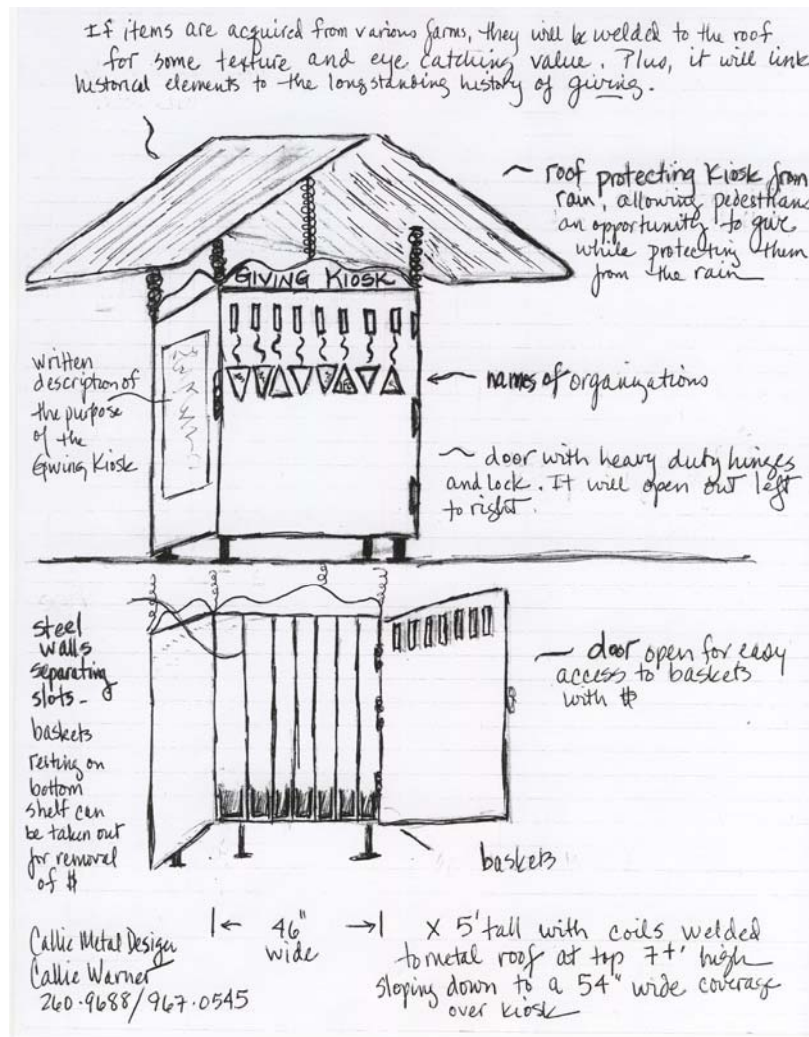 If items are acquired from various farms, they will be welded to the roof
for some texture and eye catching value. Plus, it will link
historical elements to the longstanding history of giving.
roof protecting Kiosk from
rain, allowing pedestrians
an opportunity to give
while protecting them
from the rain
GIVING KIOSK
written
description of
the purpose
of the
Giving Kiosk
names of organizations
door with heavy duty hinges
and lock. It will open out left
to right.
steel
walls
separating
slots -
baskets
resting on
bottom
shelf can
be taken out
for removal
of $
door open for easy
access to baskets
with $
baskets
46"
wide
X 5' tall with coils welded
to metal roof at top 7+' high
sloping down to a 54" wide coverage
over kiosk
Callie Metal Design
Callie Warner
260.9688/967.0545